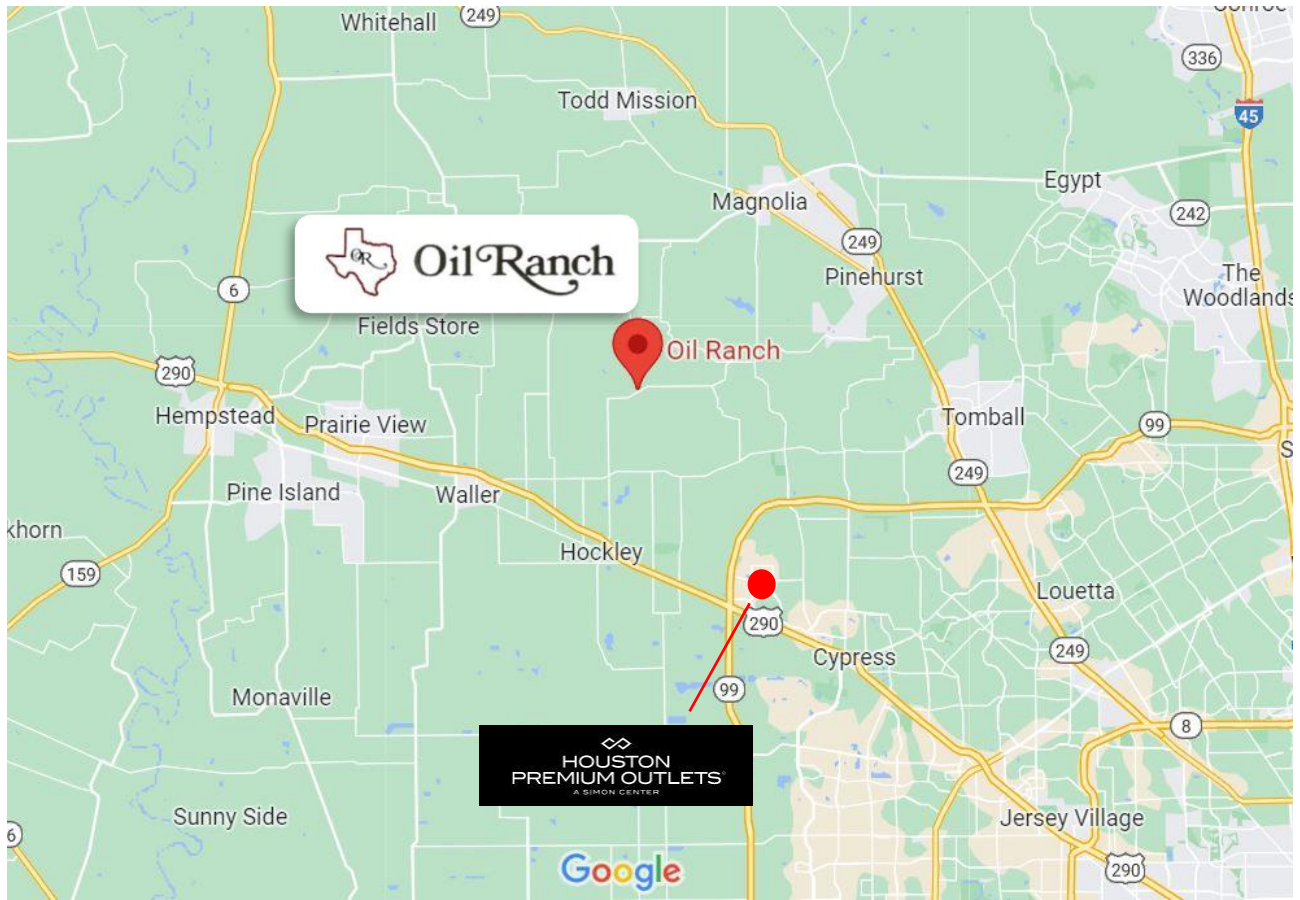 Conroe
249
Whitehall
336
Todd Mission
45
Egypt
Magnolia
242
249
OR
Oil Ranch
Pinehurst
The
Woodlands
6
Fields Store
Oil Ranch
290
Hempstead
Prairie View
Tomball
99
249
Pine Island
Waller
khorn
Hockley
159
Louetta
290
249
Cypress
99
Monaville
8
HOUSTON
PREMIUM OUTLETS
A SIMON CENTER
Sunny Side
Jersey Village
6
Google
290